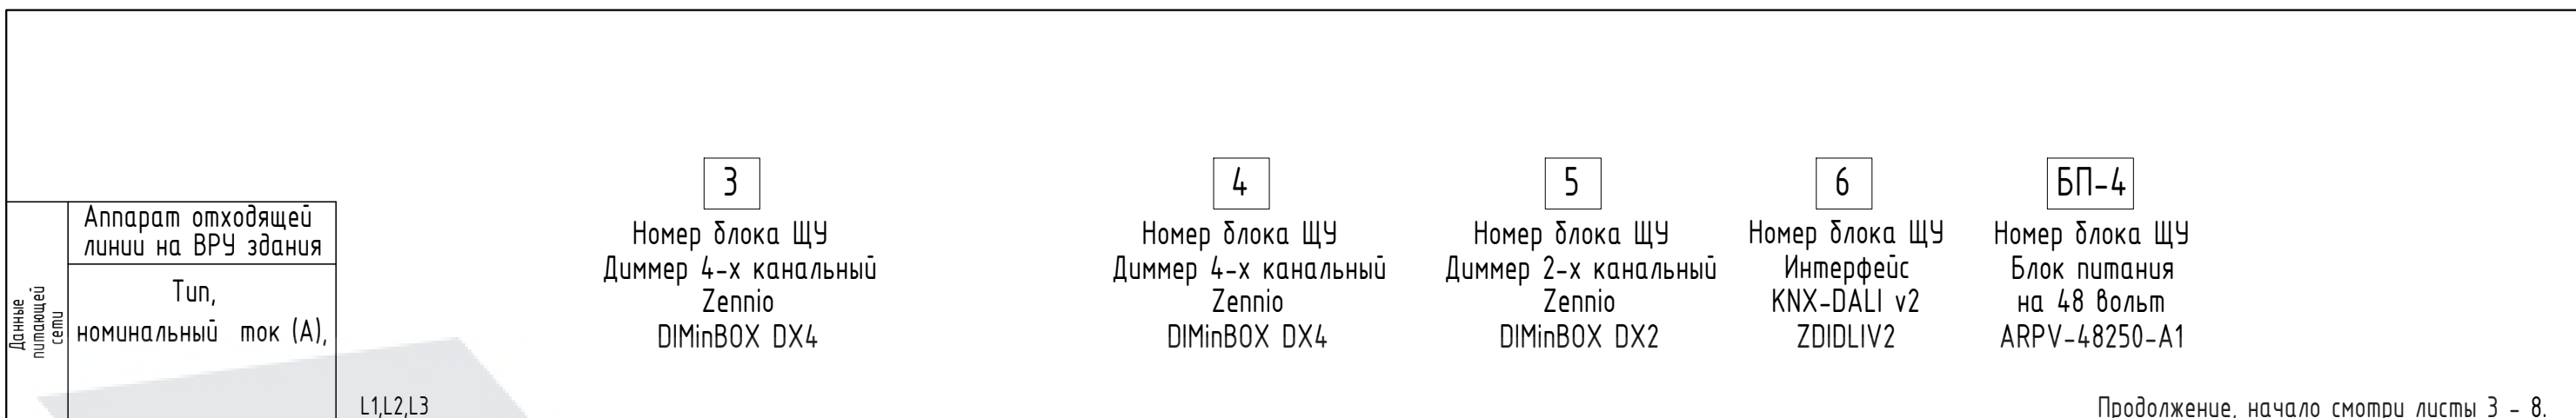 3
Номер блока ЩУ
Диммер 4-х канальный
Zennio
DIMinBOX DX4
4
Номер блока ЩУ
Диммер 4-х канальный
Zennio
DIMinBOX DX4
5
Номер блока ЩУ
Диммер 2-х канальный
Zennio
DIMinBOX DX2
6
Номер блока ЩУ
Интерфейс
KNX-DALI v2
ZDIDLIV2
БП-4
Номер блока ЩУ
Блок питания
на 48 вольт
ARPV-48250-A1
Данные
питающей
сети
Аппарат отходящей
линии на ВРУ здания
Тип,
номинальный ток (А),
L1,L2,L3
Продолжение, начало смотри листы 3 - 8.